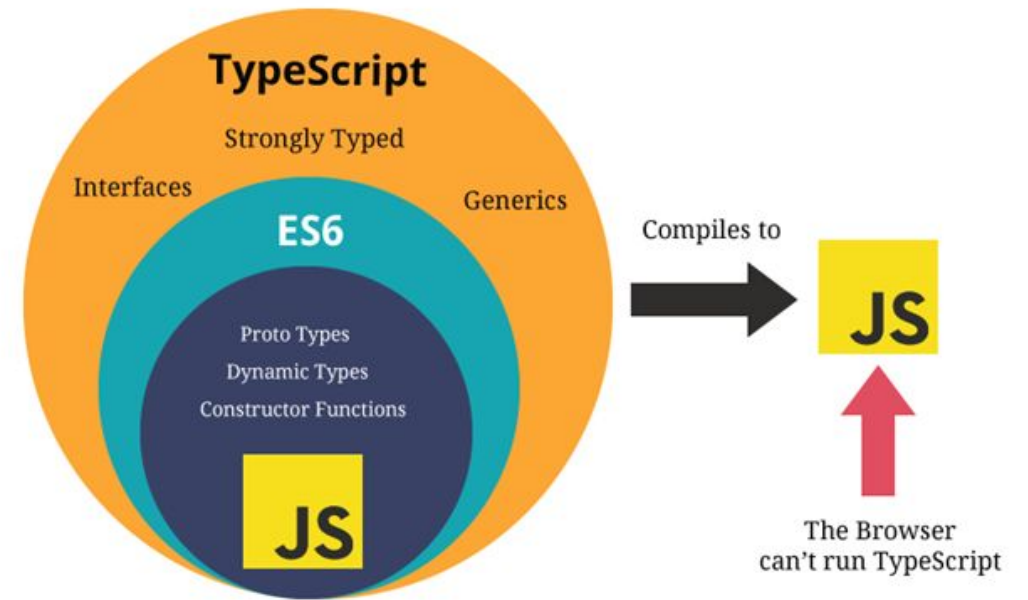 TypeScript
Strongly Typed
Interfaces
Generics
ES6
Proto Types
Dynamic Types
Constructor Functions
JS
Compiles to
JS
The Browser
can't run TypeScript